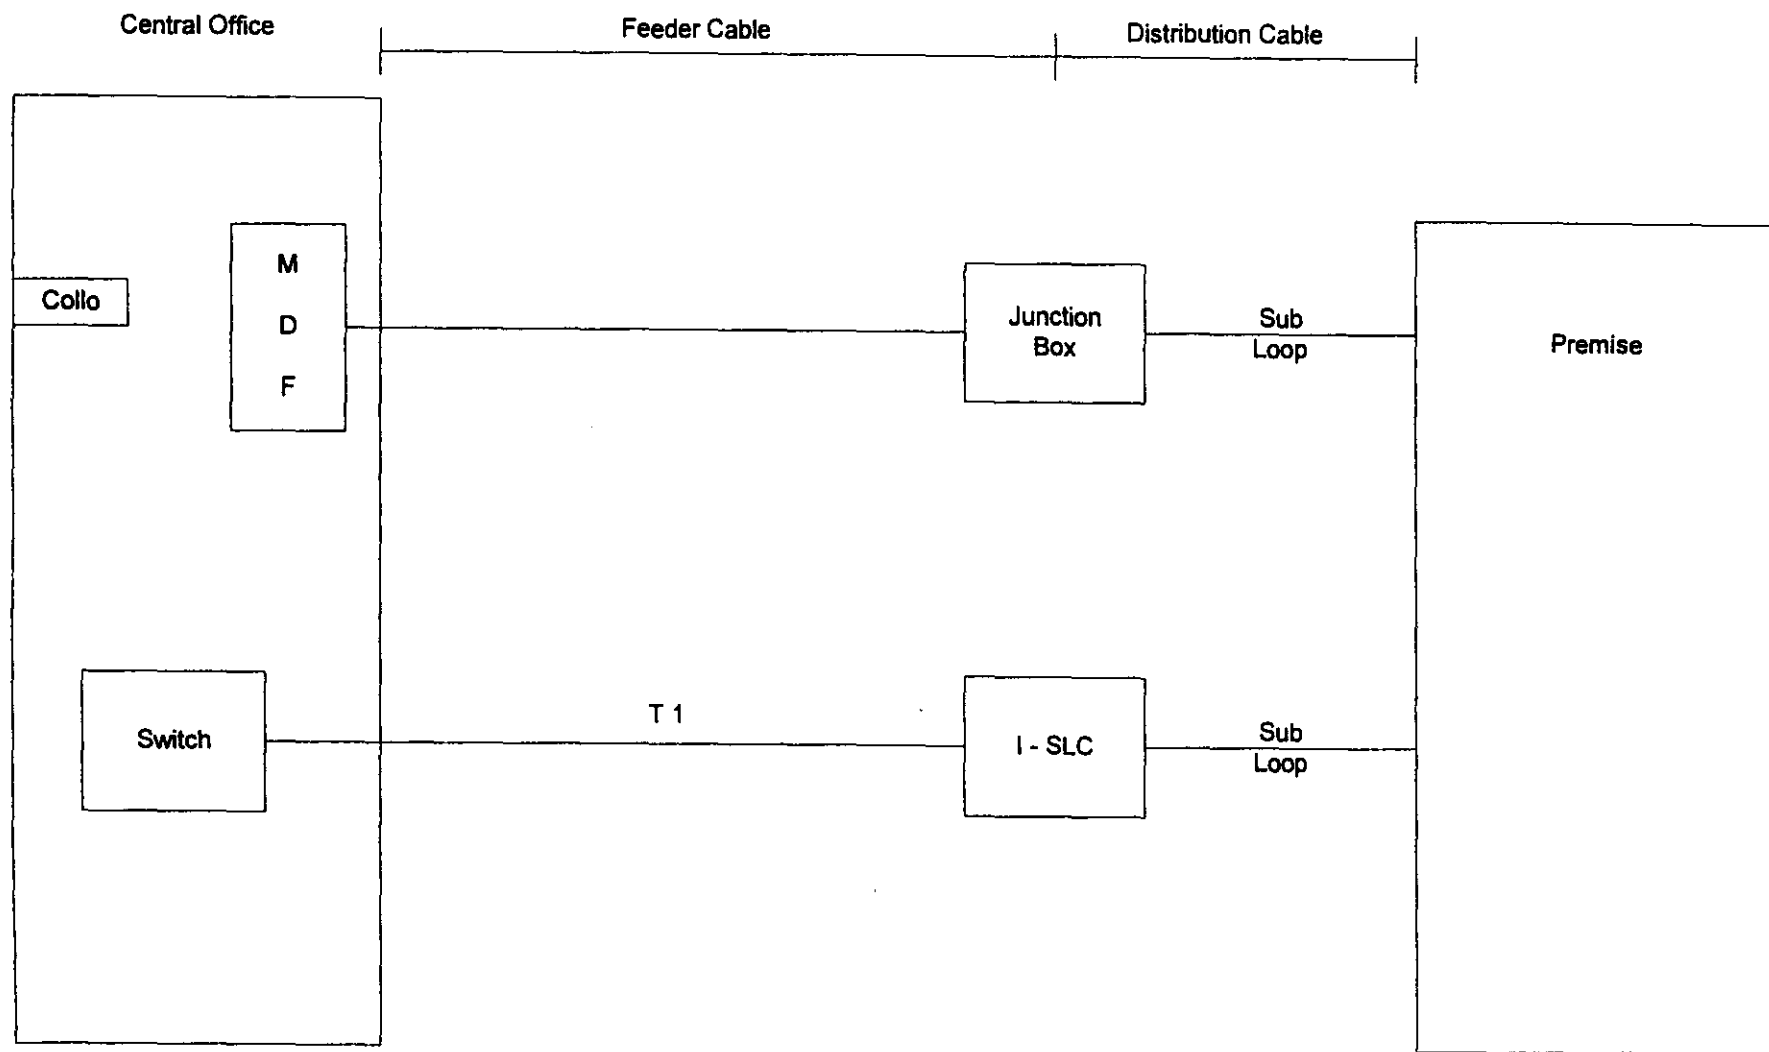 Central Office
Feeder Cable
Distribution Cable
M
D
F
Collo
Junction
Box
Sub
Loop
Premise
Switch
T 1
I - SLC
Sub
Loop